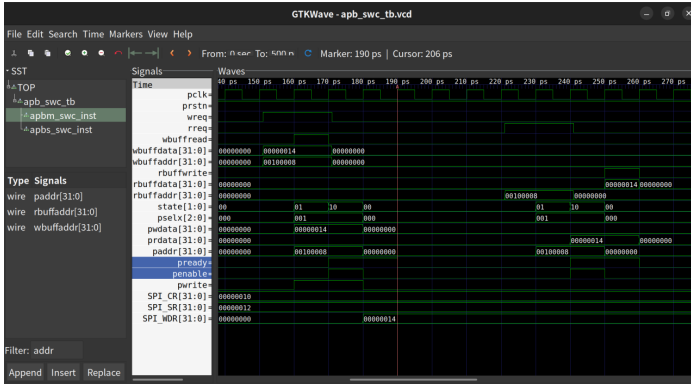 GTKWave - apb_swc_tb.vcd
File Edit Search Time Markers View Help
From: 0 sec To: 500 p Marker: 190 ps | Cursor: 206 ps
SST
TOP
apb_swc_tb
apbm_swc_inst
apbs_swc_inst
Type Signals
wire paddr[31:0]
wire rbuffaddr[31:0]
wire wbuffaddr[31:0]
Filter: addr
Append Insert Replace
Signals
Time
pclk=
prstn=
wreq=
rreq=
wbuffread=
wbuffdata[31:0]=
wbuffaddr[31:0]=
rbuffwrite=
rbuffdata[31:0]=
rbuffaddr[31:0]=
state[1:0]=
pselx[2:0]=
pwdata[31:0]=
prdata[31:0]=
paddr[31:0]=
pready=
penable=
pwrite=
SPI_CR[31:0]=
SPI_SR[31:0]=
SPI_WDR[31:0]=
Waves
40 ps 150 ps 160 ps 170 ps 180 ps 190 ps 200 ps 210 ps 220 ps 230 ps 240 ps 250 ps 260 ps 270 ps
00000000 00000014 00000000
00000000 00100008 00000000
00000000 00000014 00000000
00000000 00100008 00000000
00 01 10 00 01 10 00
000 001 000 001 000
00000000 00000014 00000000
00000000 00000014 00000000
00000000 00100008 00000000 00100008 00000000
00000010
00000012
00000000 00000014